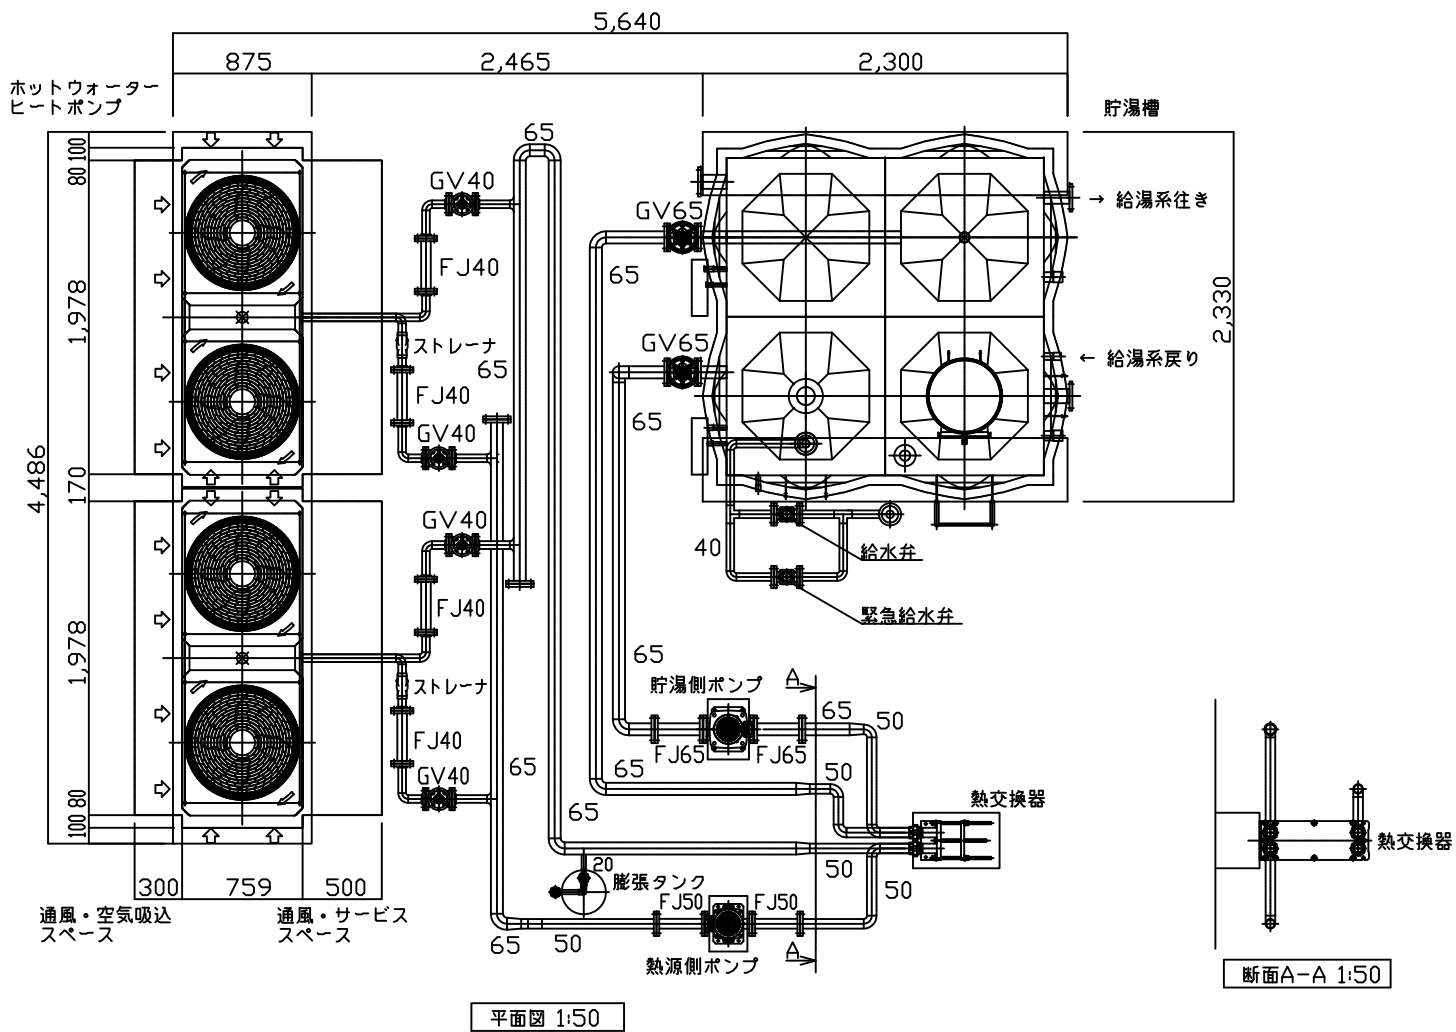 5,640
875
2,465
2,300
ホットウォーター
ヒートポンプ
貯湯槽
65
80 100
GV40
→ 給湯系往き
GV65
FJ40
65
1,978
2,330
ストレーナ
65
GV65
← 給湯系戻り
FJ40
65
GV40
4,486
170
GV40
40
給水弁
FJ40
緊急給水弁
1,978
65
ストレーナ
貯湯側ポンプ
A
65
50
FJ40
FJ65
FJ65
65
65
50
GV40
熱交換器
100 80
65
熱交換器
20
50
300
759
500
膨張タンク
50
FJ50
FJ50
通風・空気吸込
スペース
通風・サービス
スペース
65
50
A
熱源側ポンプ
断面A-A 1:50
平面図 1:50